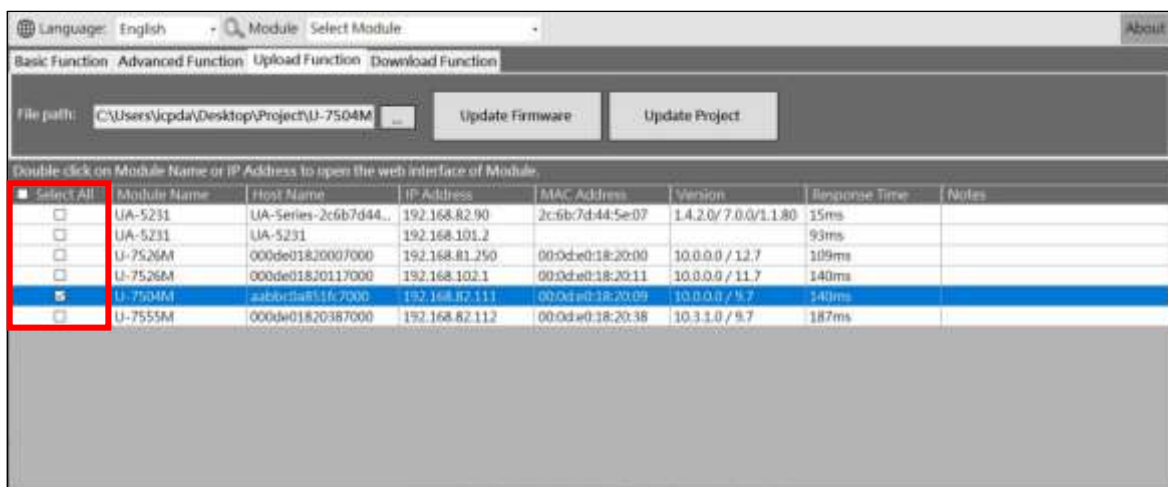 Language: English Module Select Module About
Basic Function Advanced Function Upload Function Download Function
File path: C:\Users\icpda\Desktop\Project\U-7504M ... Update Firmware Update Project
Double click on Module Name or IP Address to open the web interface of Module.
Select All Module Name Host Name IP Address MAC Address Version Response Time Notes
UA-5231 UA-Series-2c6b7d44... 192.168.82.90 2c:6b:7d:44:5e:07 1.4.2.0/ 7.0.0/1.1.80 15ms
UA-5231 UA-5231 192.168.101.2 93ms
U-7526M 000de01820007000 192.168.81.250 00:0d:e0:18:20:00 10.0.0.0 / 12.7 109ms
U-7526M 000de01820117000 192.168.102.1 00:0d:e0:18:20:11 10.0.0.0 / 11.7 140ms
U-7504M 192.168.82.111 00:0d:e0:18:20:09 10.0.0.0 / 9.7 140ms
U-7555M 000de01820387000 192.168.82.112 00:0d:e0:18:20:38 10.3.1.0 / 9.7 187ms